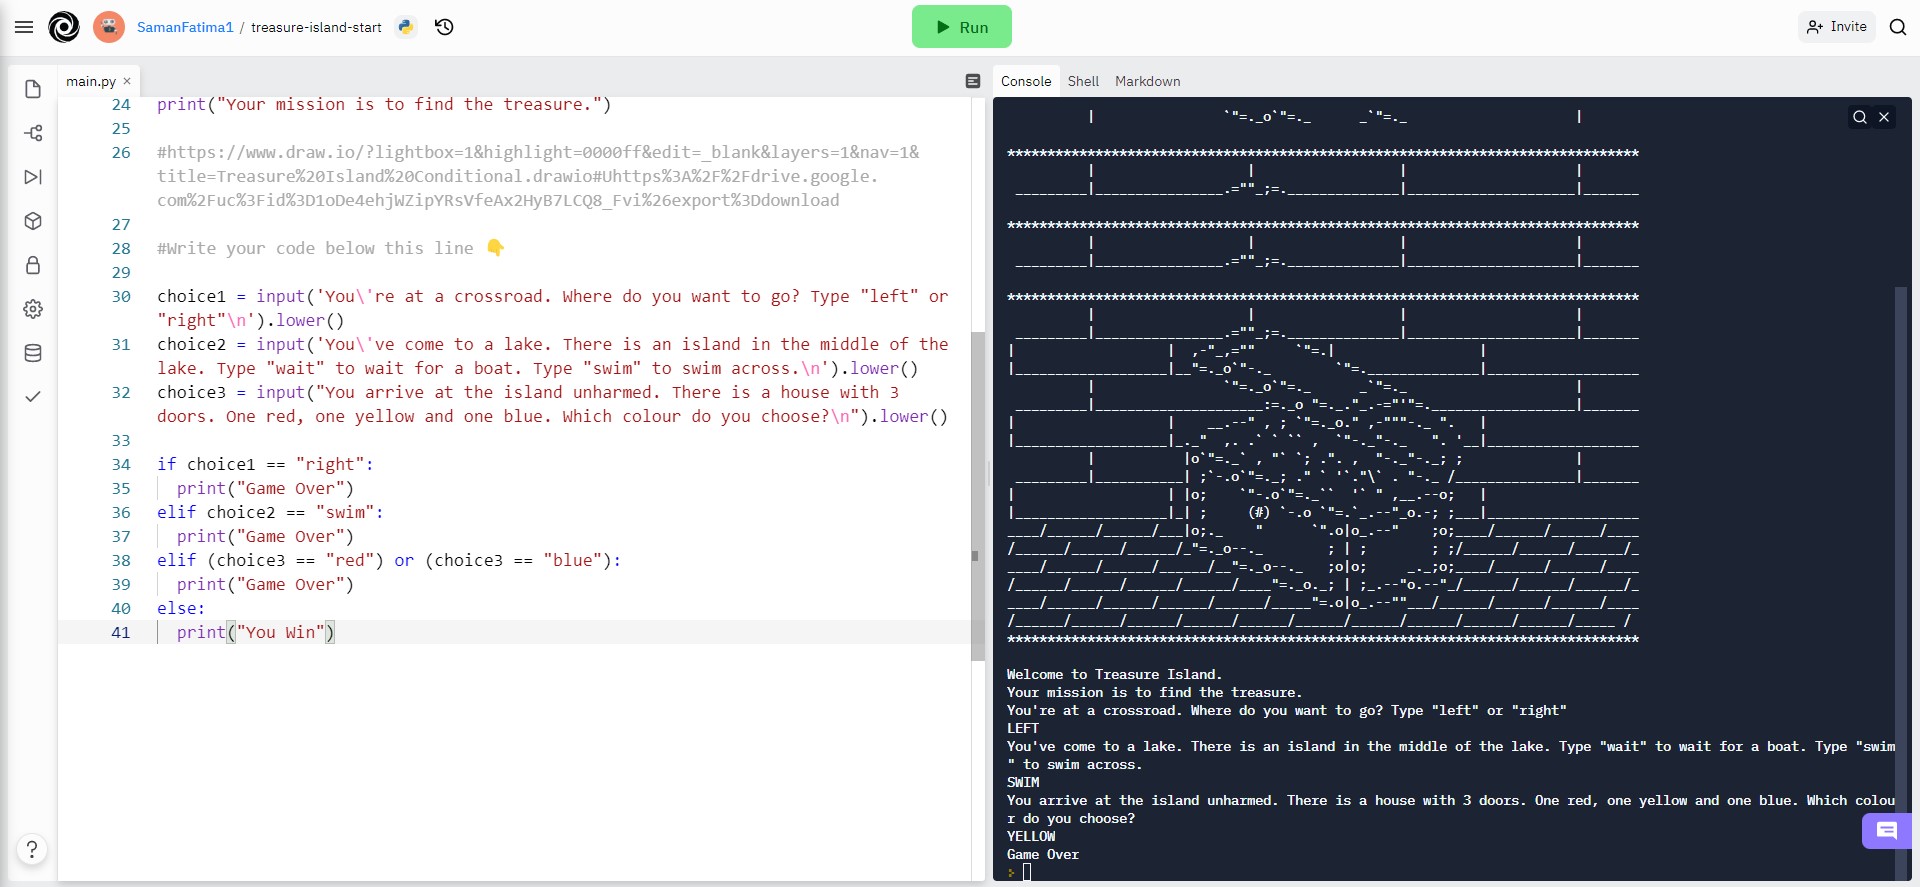 SamanFatima1 / treasure-island-start
Run
Invite
main.py ×
24 print("Your mission is to find the treasure.")
25
26 #https://www.draw.io/?lightbox=1&highlight=0000ff&edit=_blank&layers=1&nav=1&
title=Treasure%20Island%20Conditional.drawio#Uhttps%3A%2F%2Fdrive.google.
com%2Fuc%3Fid%3D1oDe4ehjWZipYRsVfeAx2HyB7LCQ8_Fvi%26export%3Ddownload
27
28 #Write your code below this line 👇
29
30 choice1 = input('You\'re at a crossroad. Where do you want to go? Type "left" or
"right"\n').lower()
31 choice2 = input('You\'ve come to a lake. There is an island in the middle of the
lake. Type "wait" to wait for a boat. Type "swim" to swim across.\n').lower()
32 choice3 = input("You arrive at the island unharmed. There is a house with 3
doors. One red, one yellow and one blue. Which colour do you choose?\n").lower()
33
34 if choice1 == "right":
35 print("Game Over")
36 elif choice2 == "swim":
37 print("Game Over")
38 elif (choice3 == "red") or (choice3 == "blue"):
39 print("Game Over")
40 else:
41 print("You Win")
?
Console Shell Markdown
Welcome to Treasure Island.
Your mission is to find the treasure.
You're at a crossroad. Where do you want to go? Type "left" or "right"
LEFT
You've come to a lake. There is an island in the middle of the lake. Type "wait" to wait for a boat. Type "swim
" to swim across.
SWIM
You arrive at the island unharmed. There is a house with 3 doors. One red, one yellow and one blue. Which colou
r do you choose?
YELLOW
Game Over